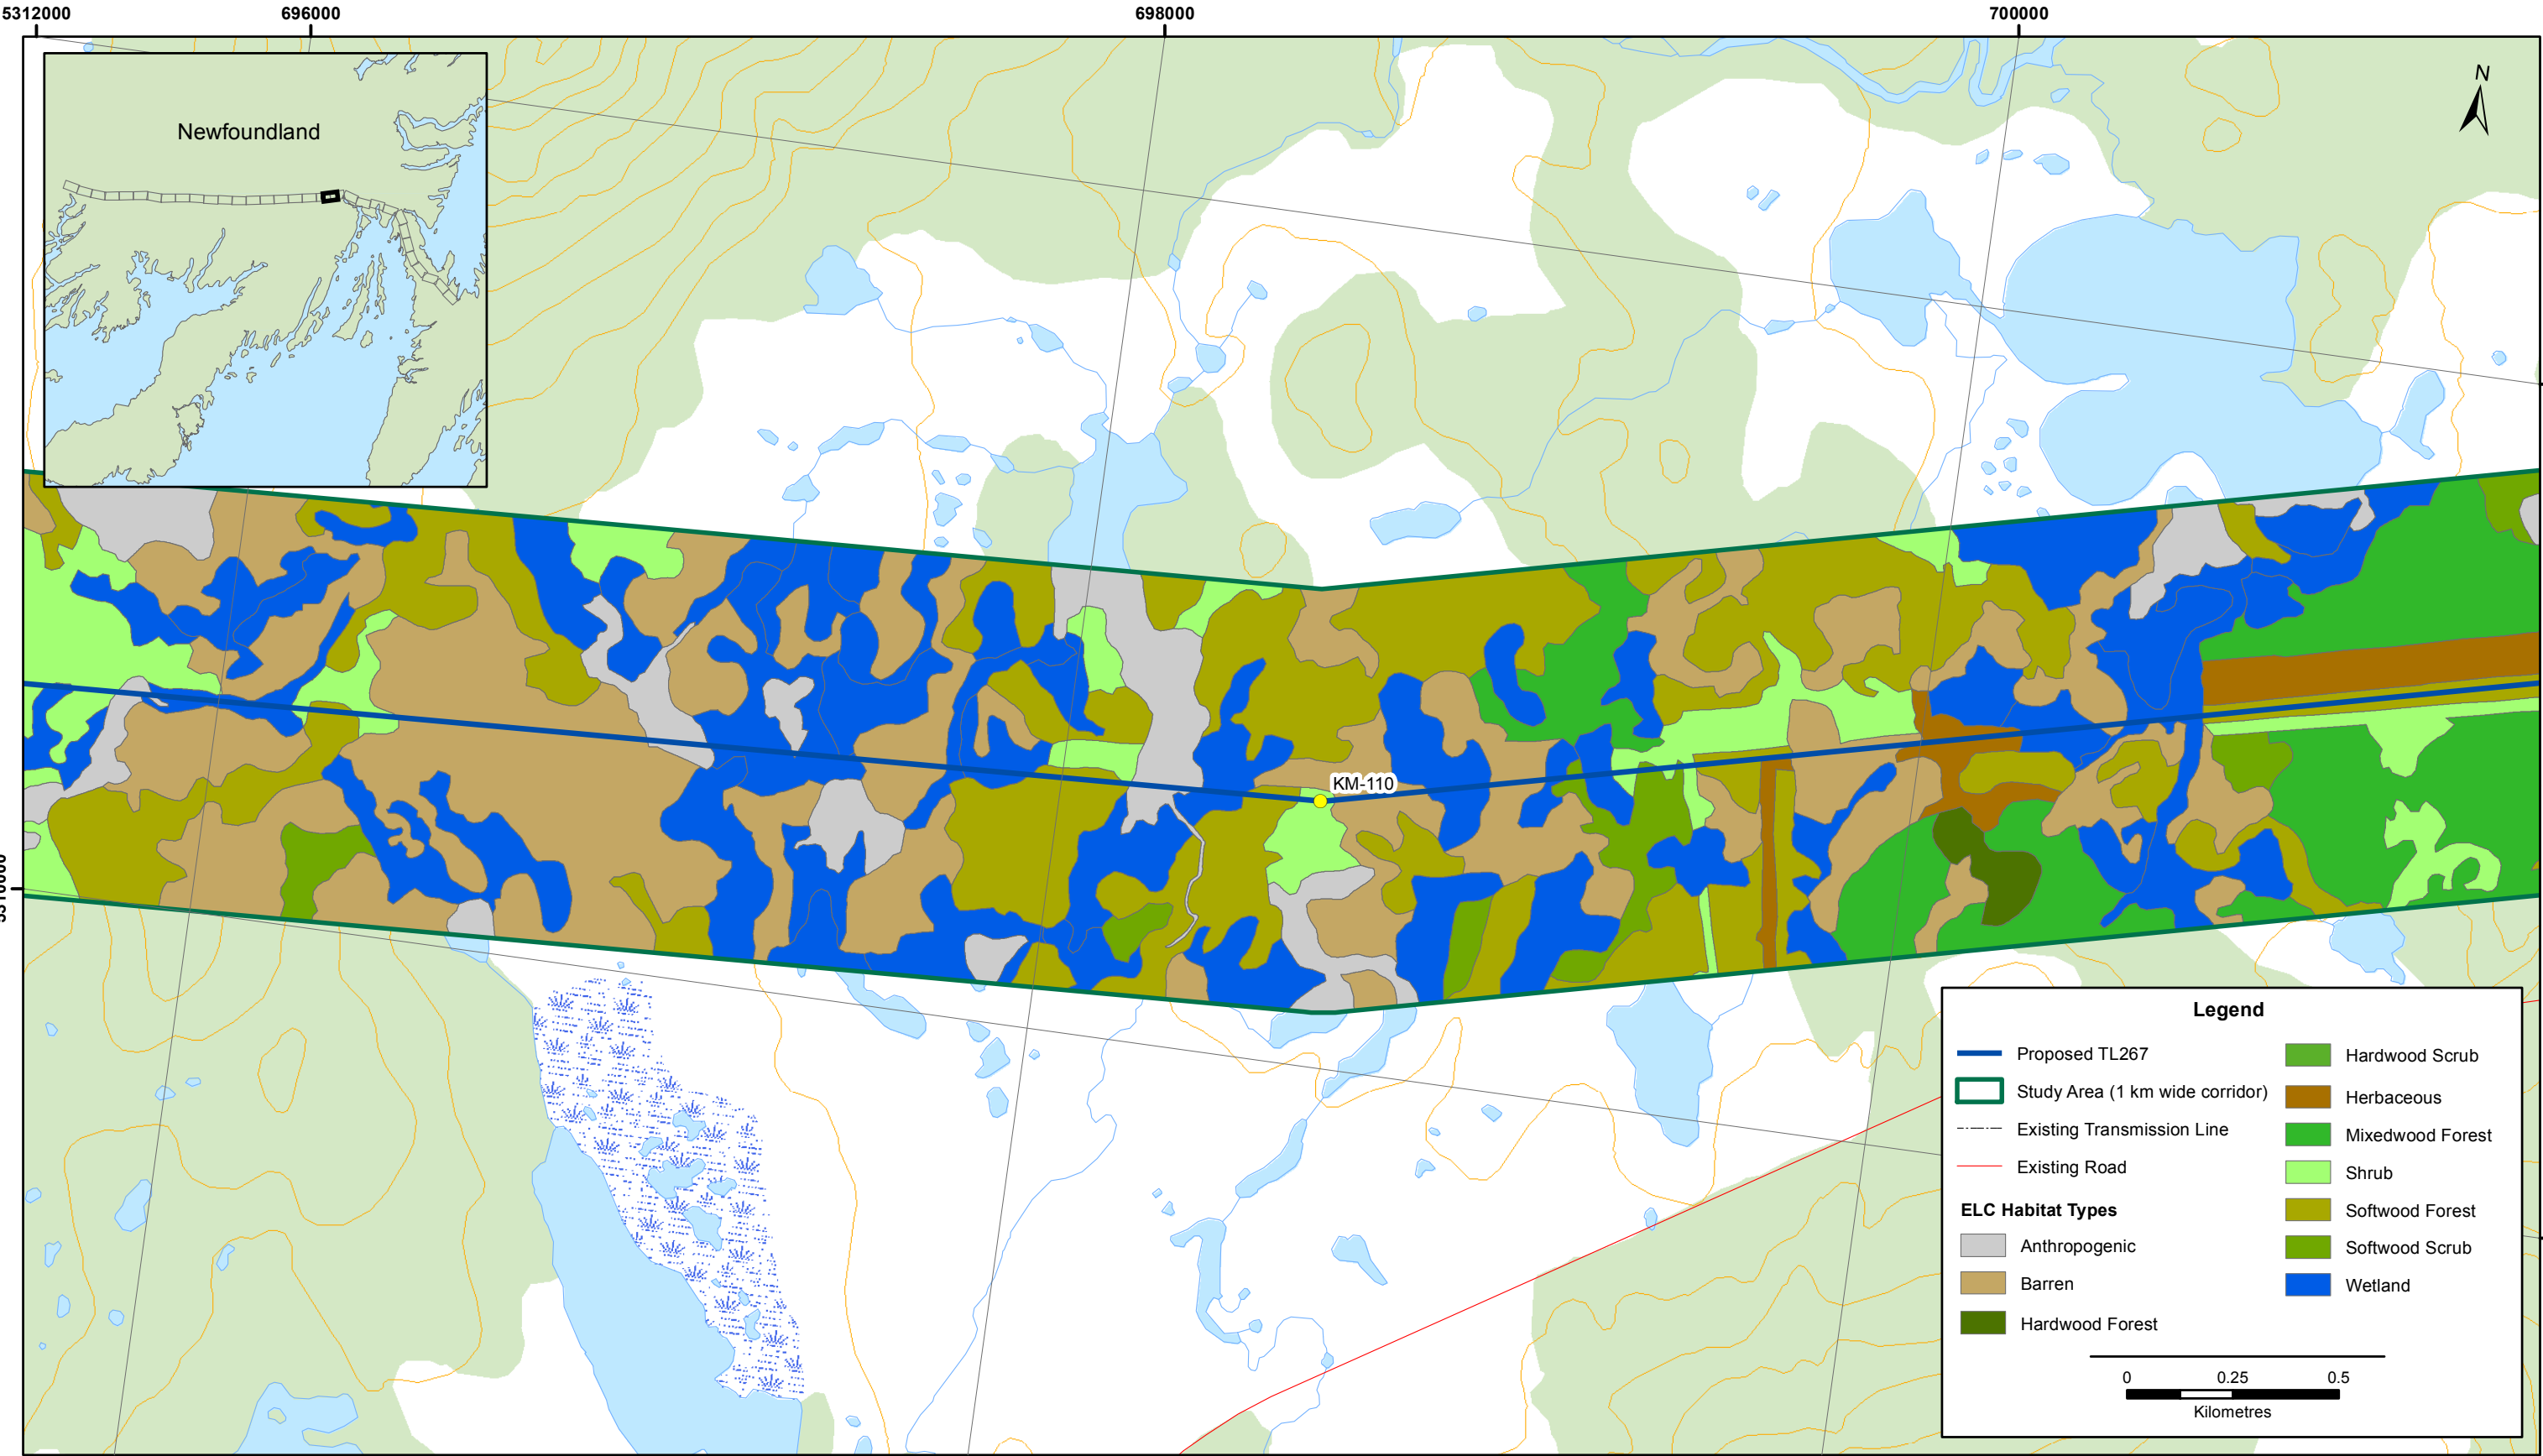 5312000
696000
698000
700000
N
Newfoundland
KM-110
Legend
Proposed TL267
Study Area (1 km wide corridor)
Existing Transmission Line
Existing Road
ELC Habitat Types
Anthropogenic
Barren
Hardwood Forest
Hardwood Scrub
Herbaceous
Mixedwood Forest
Shrub
Softwood Forest
Softwood Scrub
Wetland
0 0.25 0.5
Kilometres